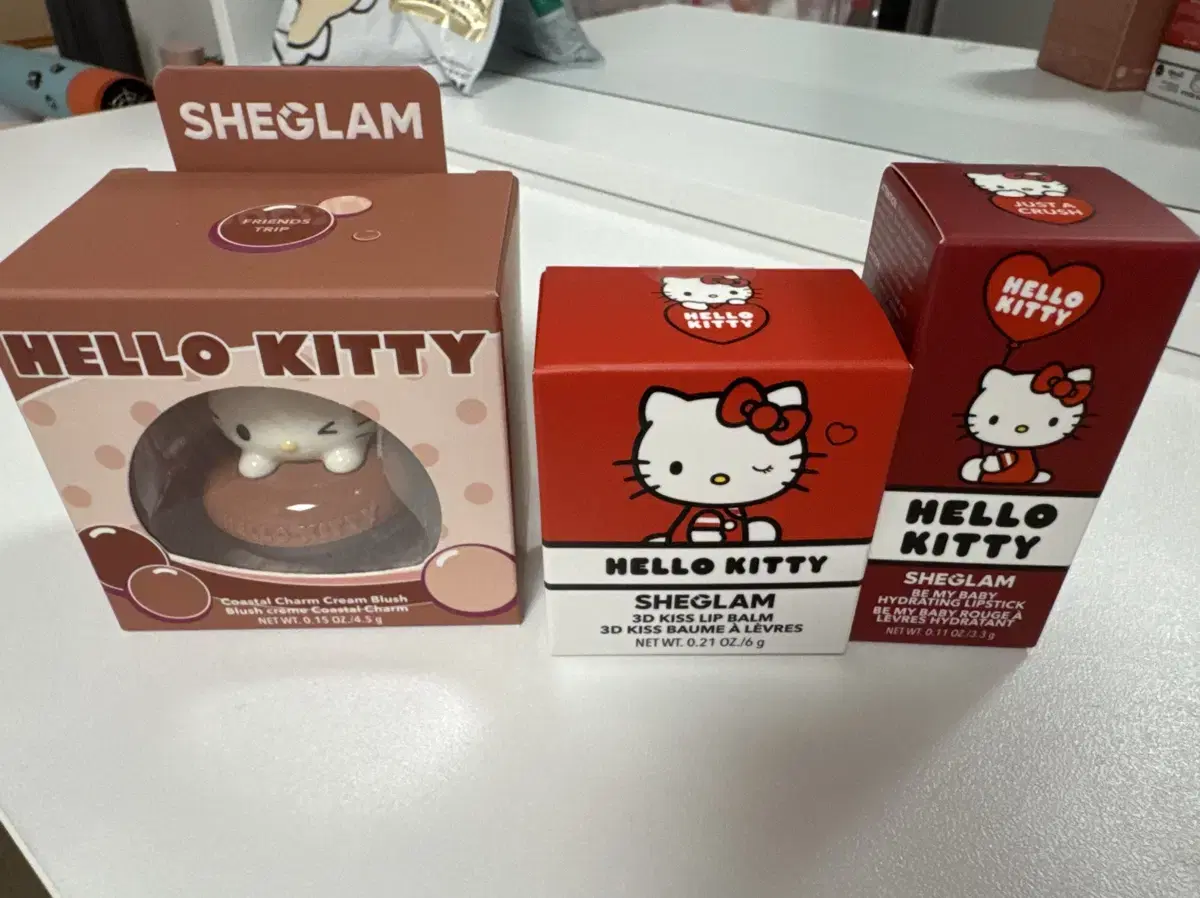 SHEGLAM
FRIENDS
TRIP
HELLO KITTY
Coastal Charm Cream Blush
Blush crème Coastal Charm
NET WT. 0.15 OZ./4.5 g
HELLO
KITTY
HELLO KITTY
SHEGLAM
3D KISS LIP BALM
3D KISS BAUME À LÈVRES
NET WT. 0.21 OZ./6 g
JUST A
CRUSH
HELLO
KITTY
HELLO
KITTY
SHEGLAM
BE MY BABY
HYDRATING LIPSTICK
BE MY BABY ROUGE À
LÈVRES HYDRATANT
NET WT. 0.11 OZ./3.3 g